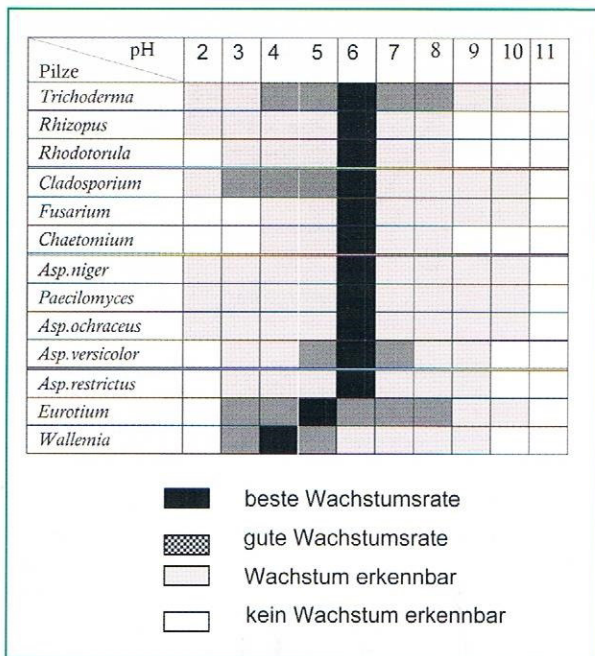 pH 2 3 4 5 6 7 8 9 10 11
Pilze
Trichoderma
Rhizopus
Rhodotorula
Cladosporium
Fusarium
Chaetomium
Asp.niger
Paecilomyces
Asp.ochraceus
Asp.versicolor
Asp.restrictus
Eurotium
Wallemia
beste Wachstumsrate
gute Wachstumsrate
Wachstum erkennbar
kein Wachstum erkennbar